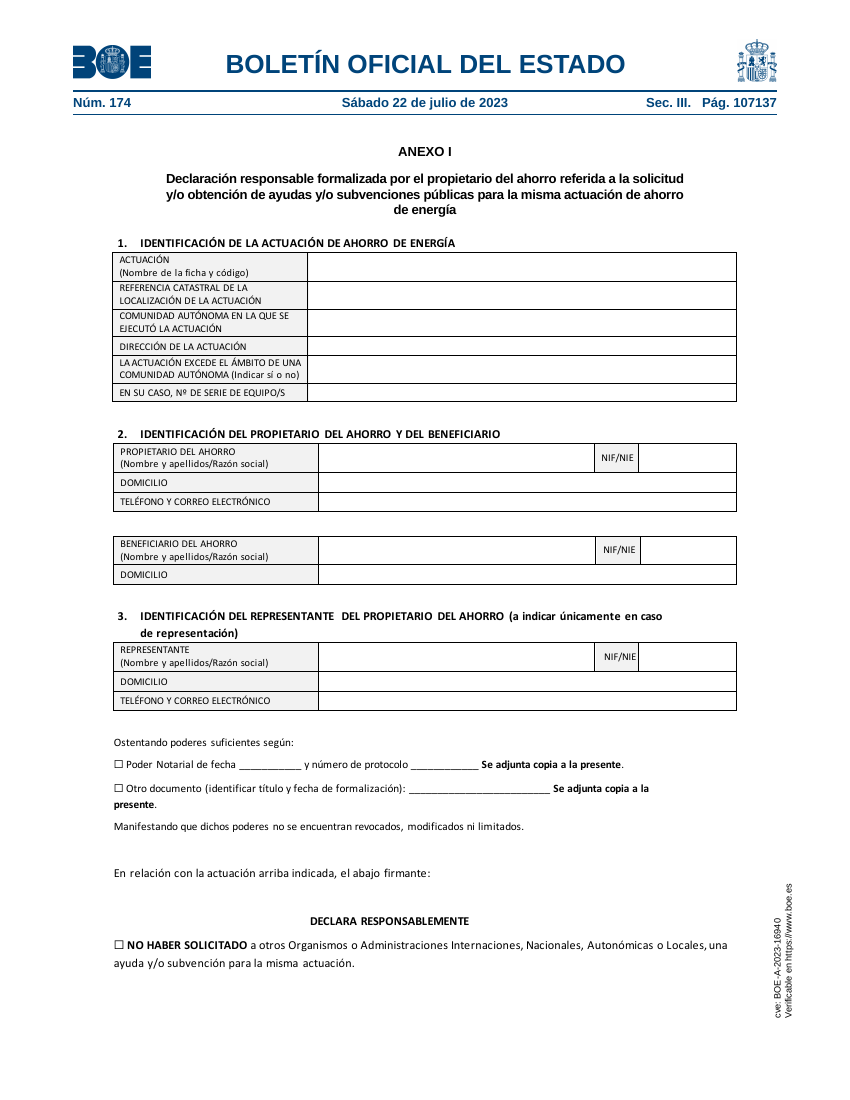 BOE
BOLETÍN OFICIAL DEL ESTADO
Núm. 174
Sábado 22 de julio de 2023
Sec. III. Pág. 107137
ANEXO I
Declaración responsable formalizada por el propietario del ahorro referida a la solicitud
y/o obtención de ayudas y/o subvenciones públicas para la misma actuación de ahorro
de energía
1. IDENTIFICACIÓN DE LA ACTUACIÓN DE AHORRO DE ENERGÍA
ACTUACIÓN
(Nombre de la ficha y código)
REFERENCIA CATASTRAL DE LA
LOCALIZACIÓN DE LA ACTUACIÓN
COMUNIDAD AUTÓNOMA EN LA QUE SE
EJECUTÓ LA ACTUACIÓN
DIRECCIÓN DE LA ACTUACIÓN
LA ACTUACIÓN EXCEDE EL ÁMBITO DE UNA
COMUNIDAD AUTÓNOMA (Indicar sí o no)
EN SU CASO, Nº DE SERIE DE EQUIPO/S
2. IDENTIFICACIÓN DEL PROPIETARIO DEL AHORRO Y DEL BENEFICIARIO
PROPIETARIO DEL AHORRO
(Nombre y apellidos/Razón social)
NIF/NIE
DOMICILIO
TELÉFONO Y CORREO ELECTRÓNICO
BENEFICIARIO DEL AHORRO
(Nombre y apellidos/Razón social)
NIF/NIE
DOMICILIO
3. IDENTIFICACIÓN DEL REPRESENTANTE DEL PROPIETARIO DEL AHORRO (a indicar únicamente en caso
de representación)
REPRESENTANTE
(Nombre y apellidos/Razón social)
NIF/NIE
DOMICILIO
TELÉFONO Y CORREO ELECTRÓNICO
Ostentando poderes suficientes según:
☐ Poder Notarial de fecha ___________ y número de protocolo ____________ Se adjunta copia a la presente.
☐ Otro documento (identificar título y fecha de formalización): _________________________ Se adjunta copia a la
presente.
Manifestando que dichos poderes no se encuentran revocados, modificados ni limitados.
En relación con la actuación arriba indicada, el abajo firmante:
DECLARA RESPONSABLEMENTE
☐ NO HABER SOLICITADO a otros Organismos o Administraciones Internaciones, Nacionales, Autonómicas o Locales, una
ayuda y/o subvención para la misma actuación.
cve: BOE-A-2023-16940
Verificable en https://www.boe.es